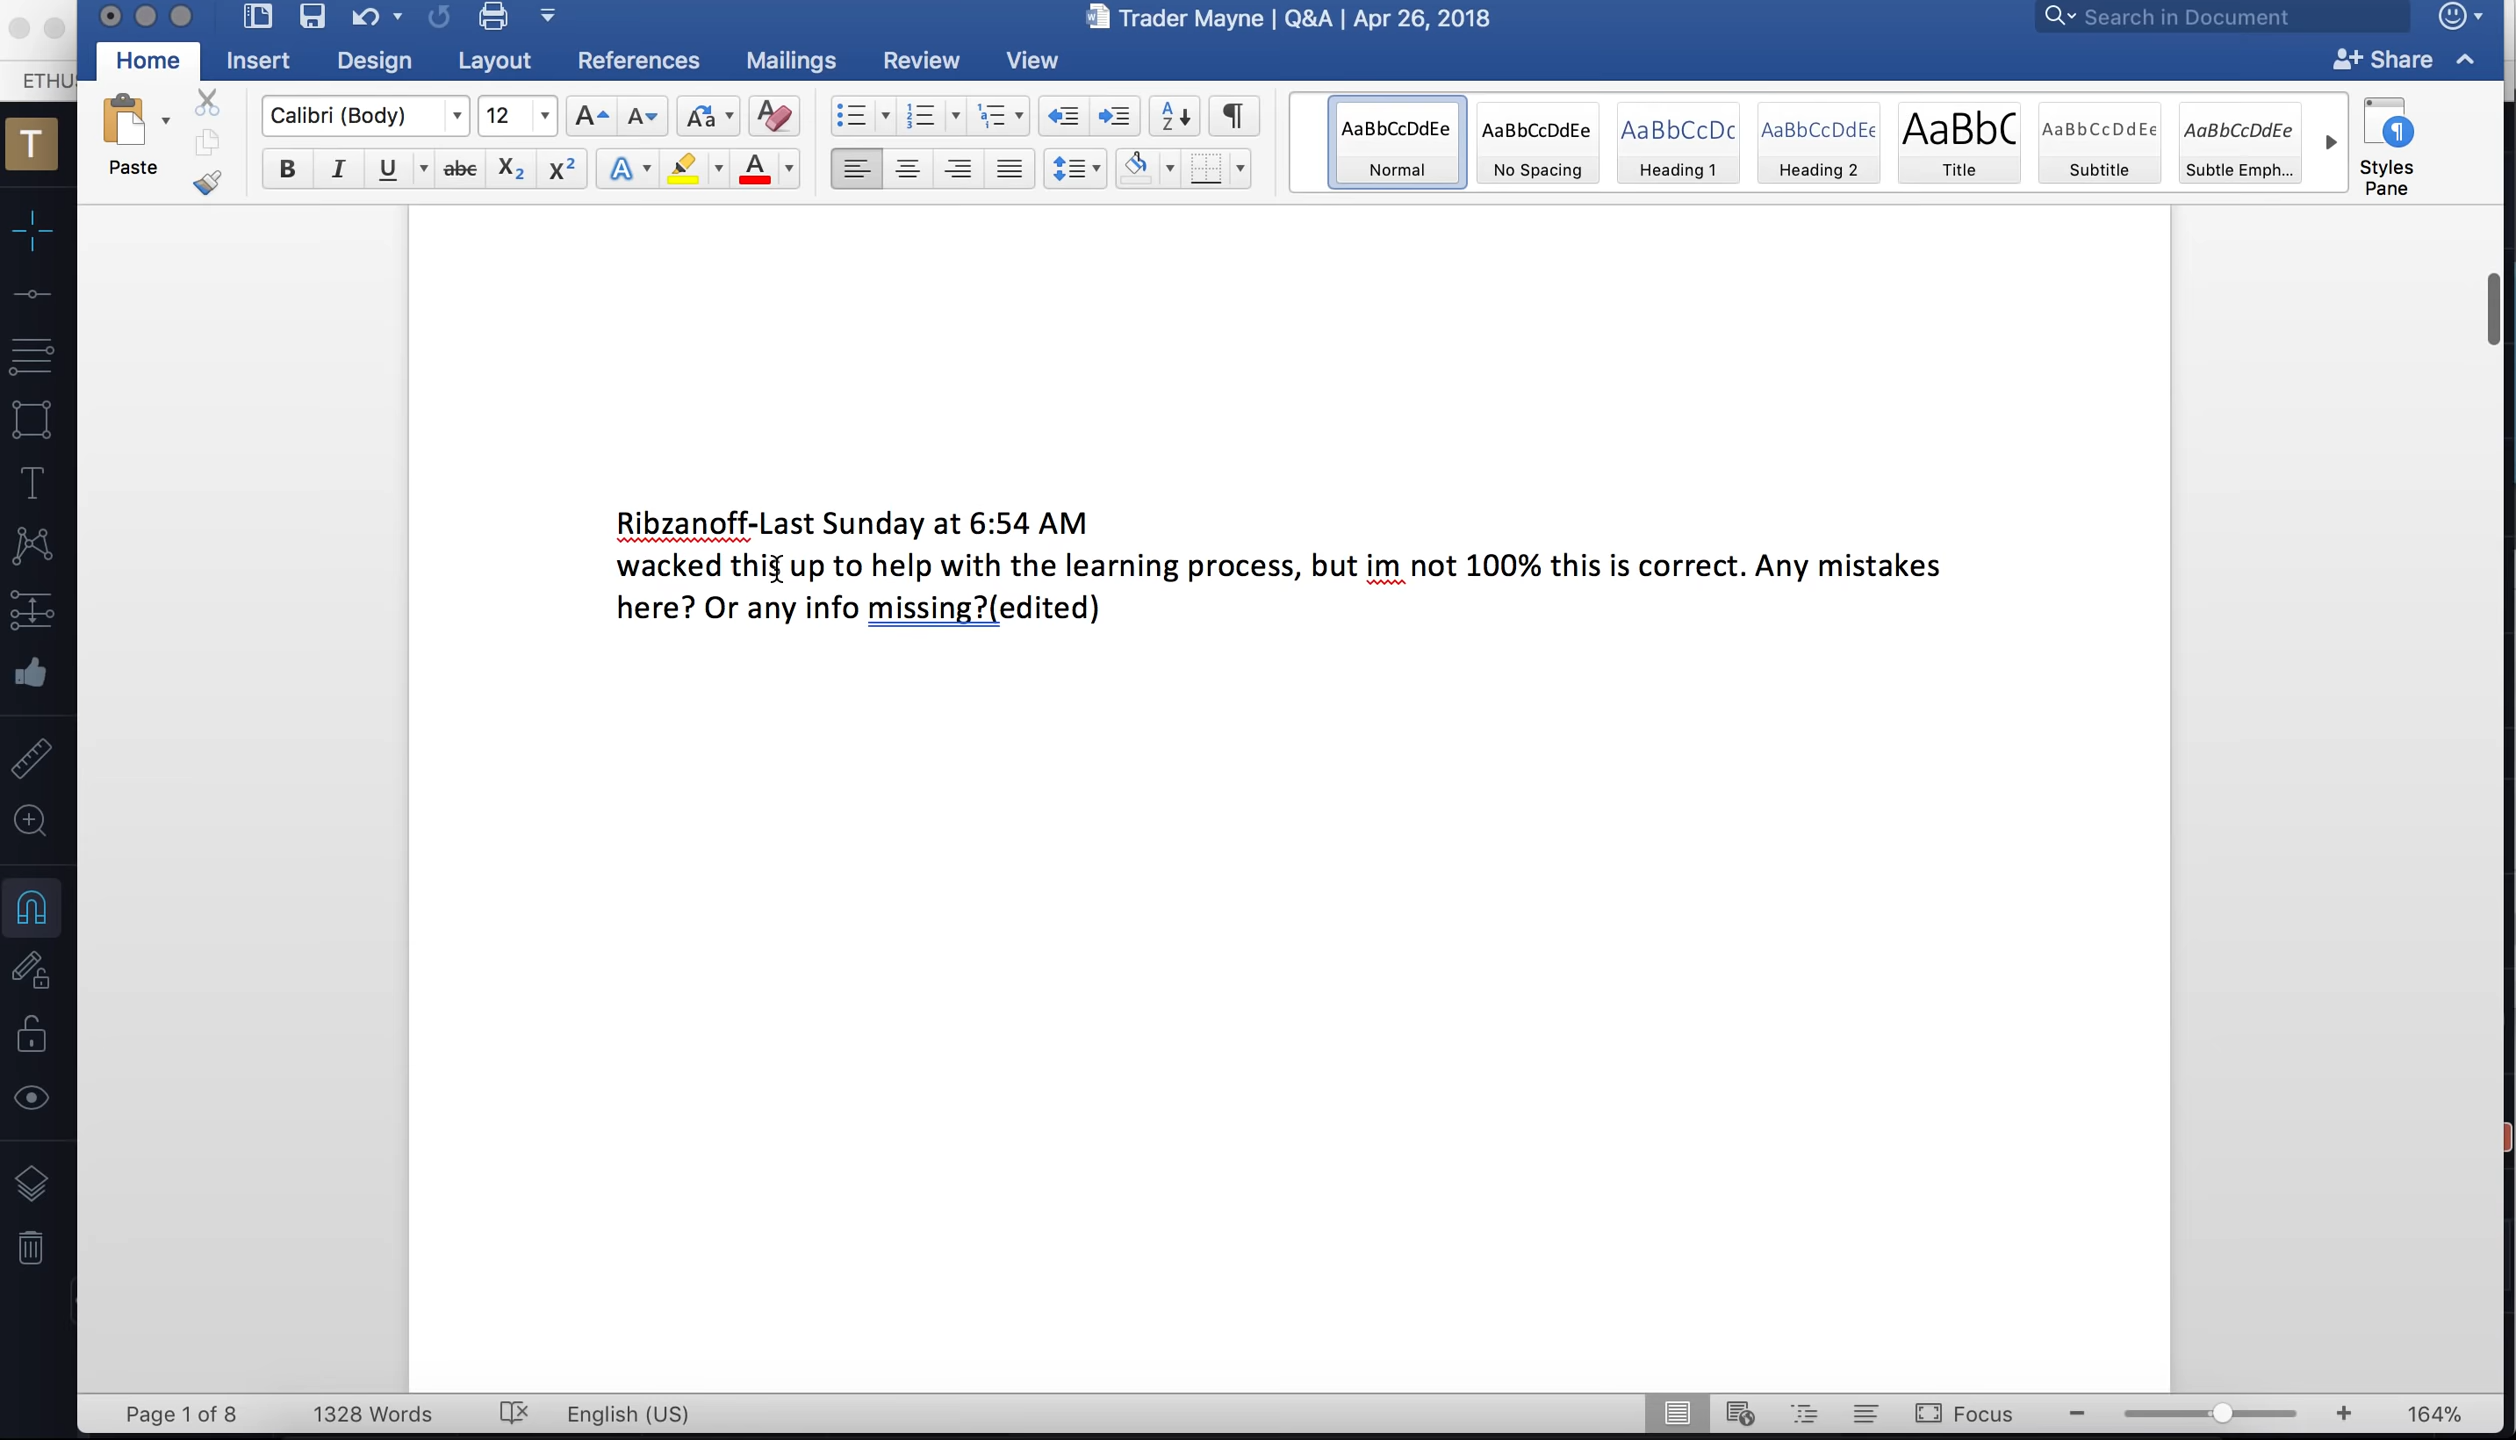 Trader Mayne | Q&A | Apr 26, 2018
Search in Document
Home Insert Design Layout References Mailings Review View Share
ETHUS
T
Paste
Calibri (Body) 12
AaBbCcDdEe AaBbCcDdEe AaBbCcDc AaBbCcDdEe AaBbC AaBbCcDdEe AaBbCcDdEe
Normal No Spacing Heading 1 Heading 2 Title Subtitle Subtle Emph...
Styles
Pane
B I U abc X2 X2 A A
Ribzanoff-Last Sunday at 6:54 AM
wacked this up to help with the learning process, but im not 100% this is correct. Any mistakes
here? Or any info missing?(edited)
Page 1 of 8 1328 Words English (US) Focus 164%